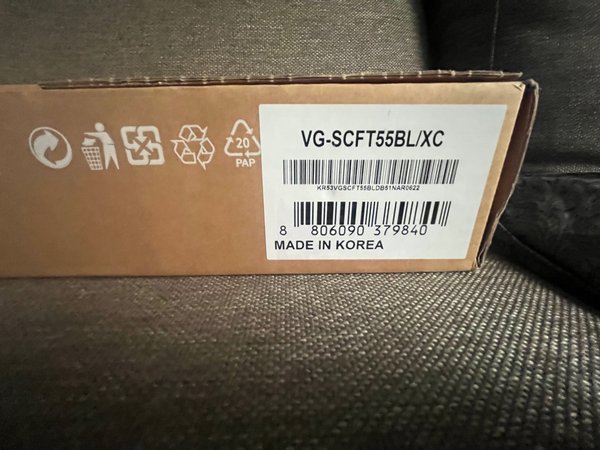 VG-SCFT55BL/XC
KR53VGSCFT55BLDB51NAR0622
8 806090 379840
MADE IN KOREA
20
PAP